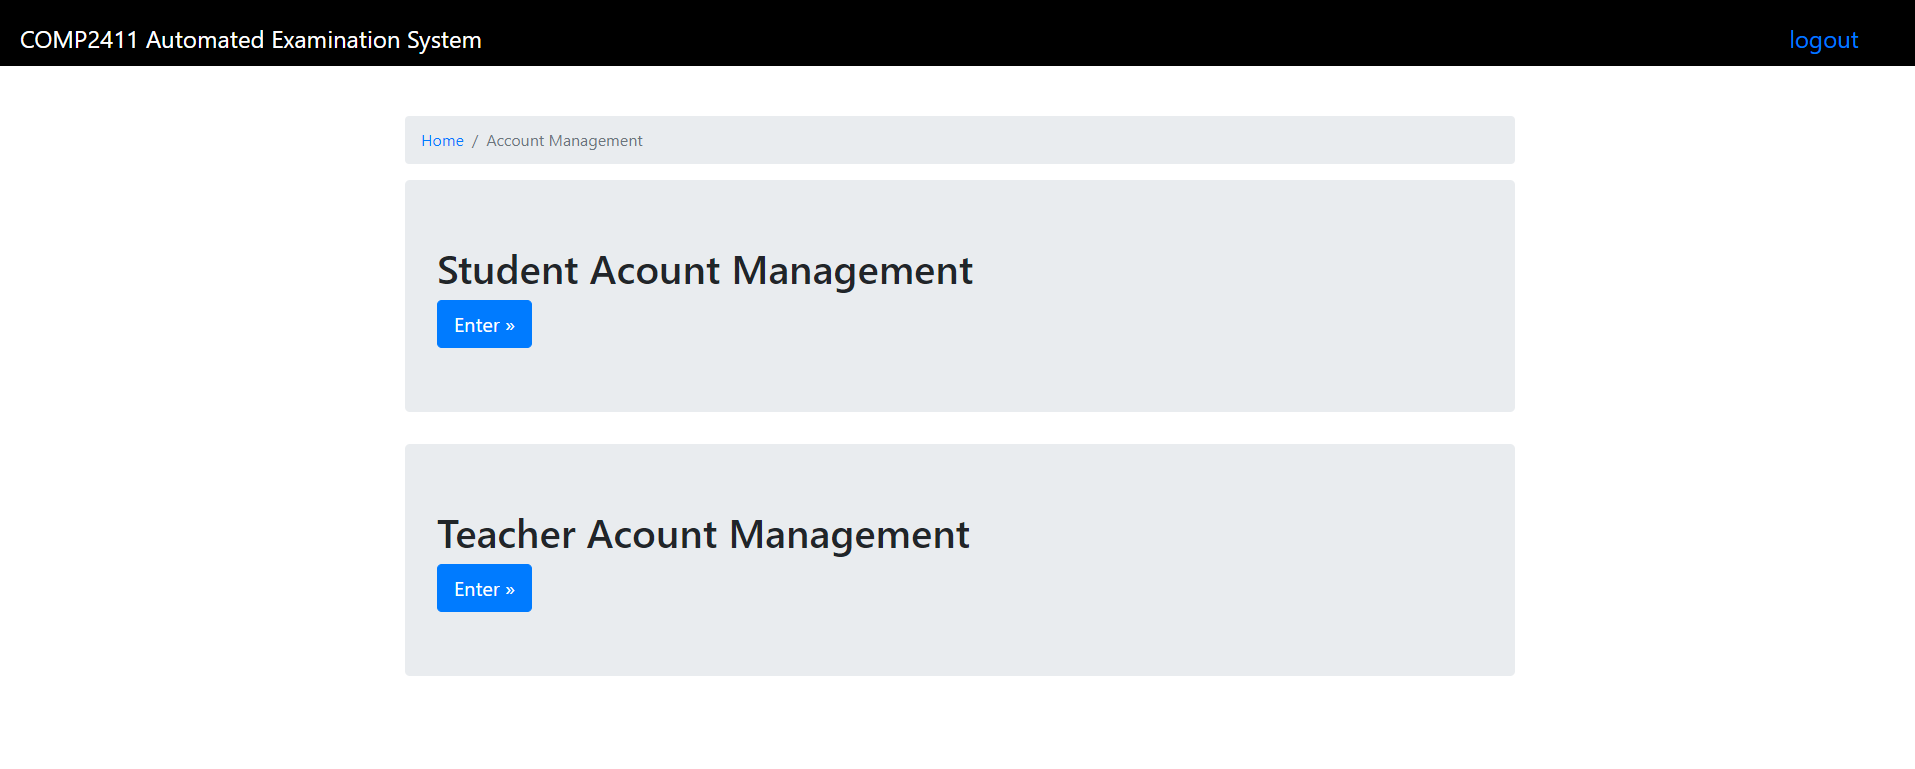 COMP2411 Automated Examination System logout
Home / Account Management
Student Acount Management
Enter »
Teacher Acount Management
Enter »